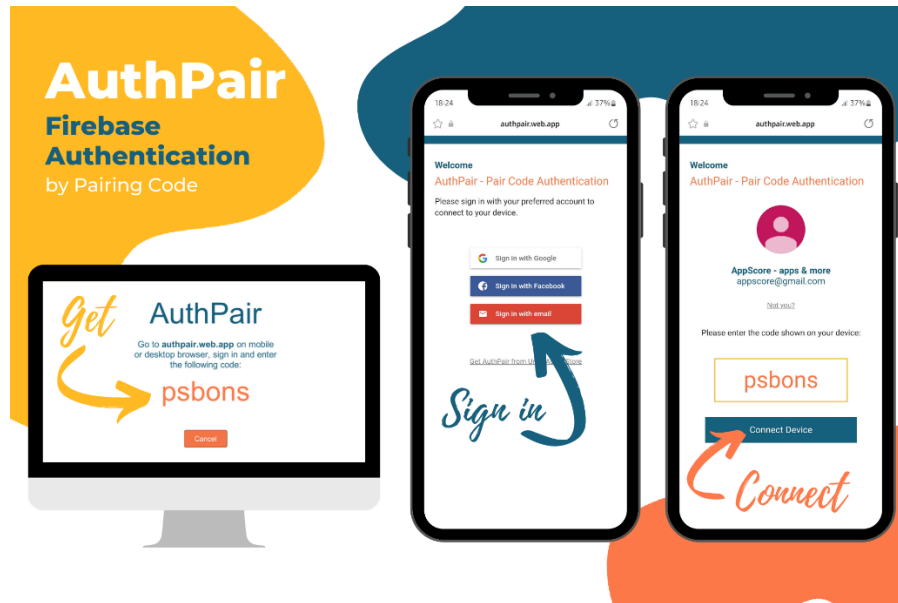 AuthPair
Firebase
Authentication
by Pairing Code
Get
AuthPair
Go to authpair.web.app on mobile
or desktop browser, sign in and enter
the following code:
psbons
Cancel
18:24
37%
authpair.web.app
Welcome
AuthPair - Pair Code Authentication
Please sign in with your preferred account to
connect to your device.
G Sign in with Google
f Sign in with Facebook
Sign in with email
Get AuthPair from
Sign in
18:24
37%
authpair.web.app
Welcome
AuthPair - Pair Code Authentication
AppScore - apps & more
appscore@gmail.com
Not you?
Please enter the code shown on your device:
psbons
Connect Device
Connect